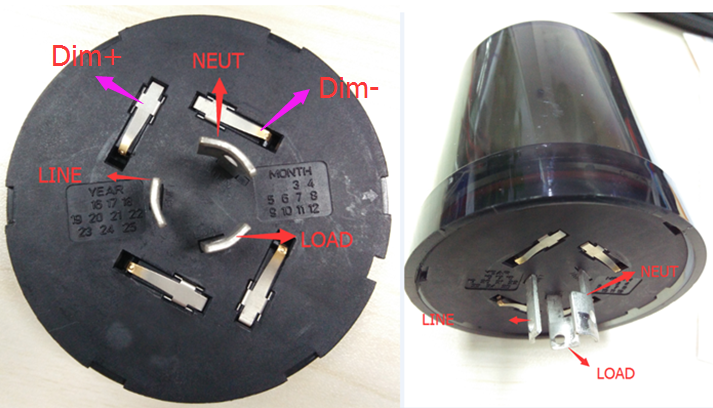 Dim+
NEUT
Dim-
LINE
YEAR
16 17 18
19 20 21 22
23 24 25
MONTH
3 4
5 6 7 8
9 10 11 12
LOAD
NEUT
LINE
LOAD